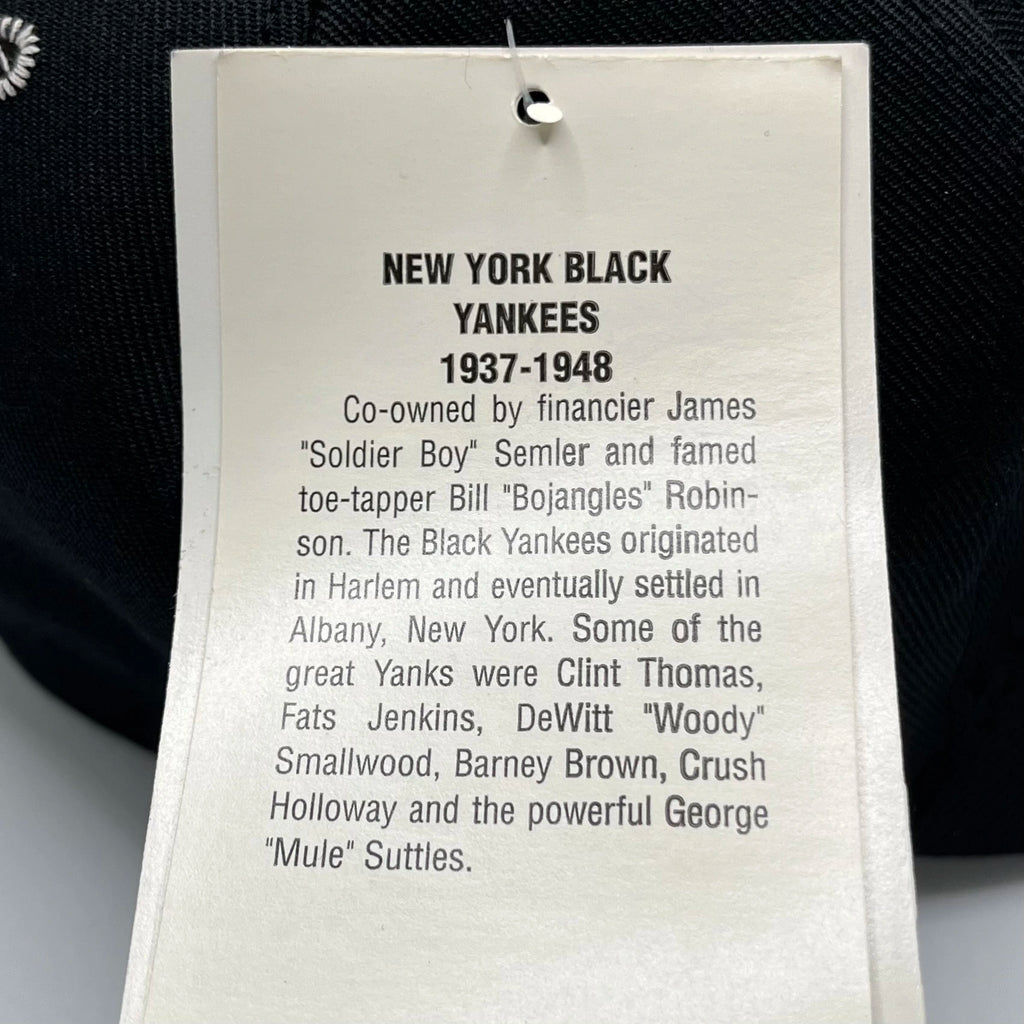 NEW YORK BLACK
YANKEES
1937-1948
Co-owned by financier James
"Soldier Boy" Semler and famed
toe-tapper Bill "Bojangles" Robin-
son. The Black Yankees originated
in Harlem and eventually settled in
Albany, New York. Some of the
great Yanks were Clint Thomas,
Fats Jenkins, DeWitt "Woody"
Smallwood, Barney Brown, Crush
Holloway and the powerful George
"Mule" Suttles.